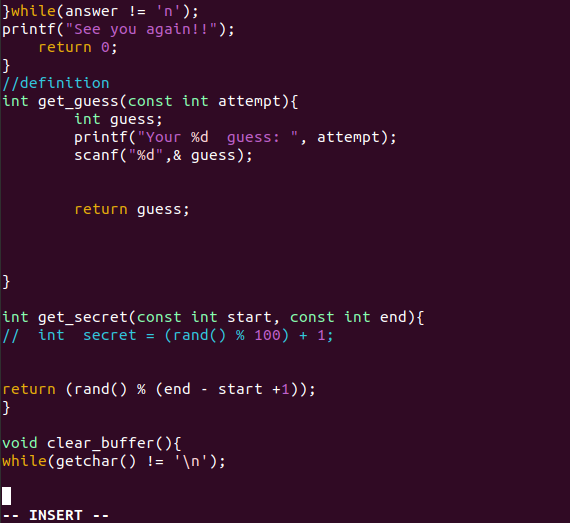 }while(answer != 'n');
printf("See you again!!");
    return 0;
}
//definition
int get_guess(const int attempt){
        int guess;
        printf("Your %d  guess: ", attempt);
        scanf("%d",& guess);
        return guess;
}
int get_secret(const int start, const int end){
//  int  secret = (rand() % 100) + 1;
return (rand() % (end - start +1));
}
void clear_buffer(){
while(getchar() != '\n');
-- INSERT --